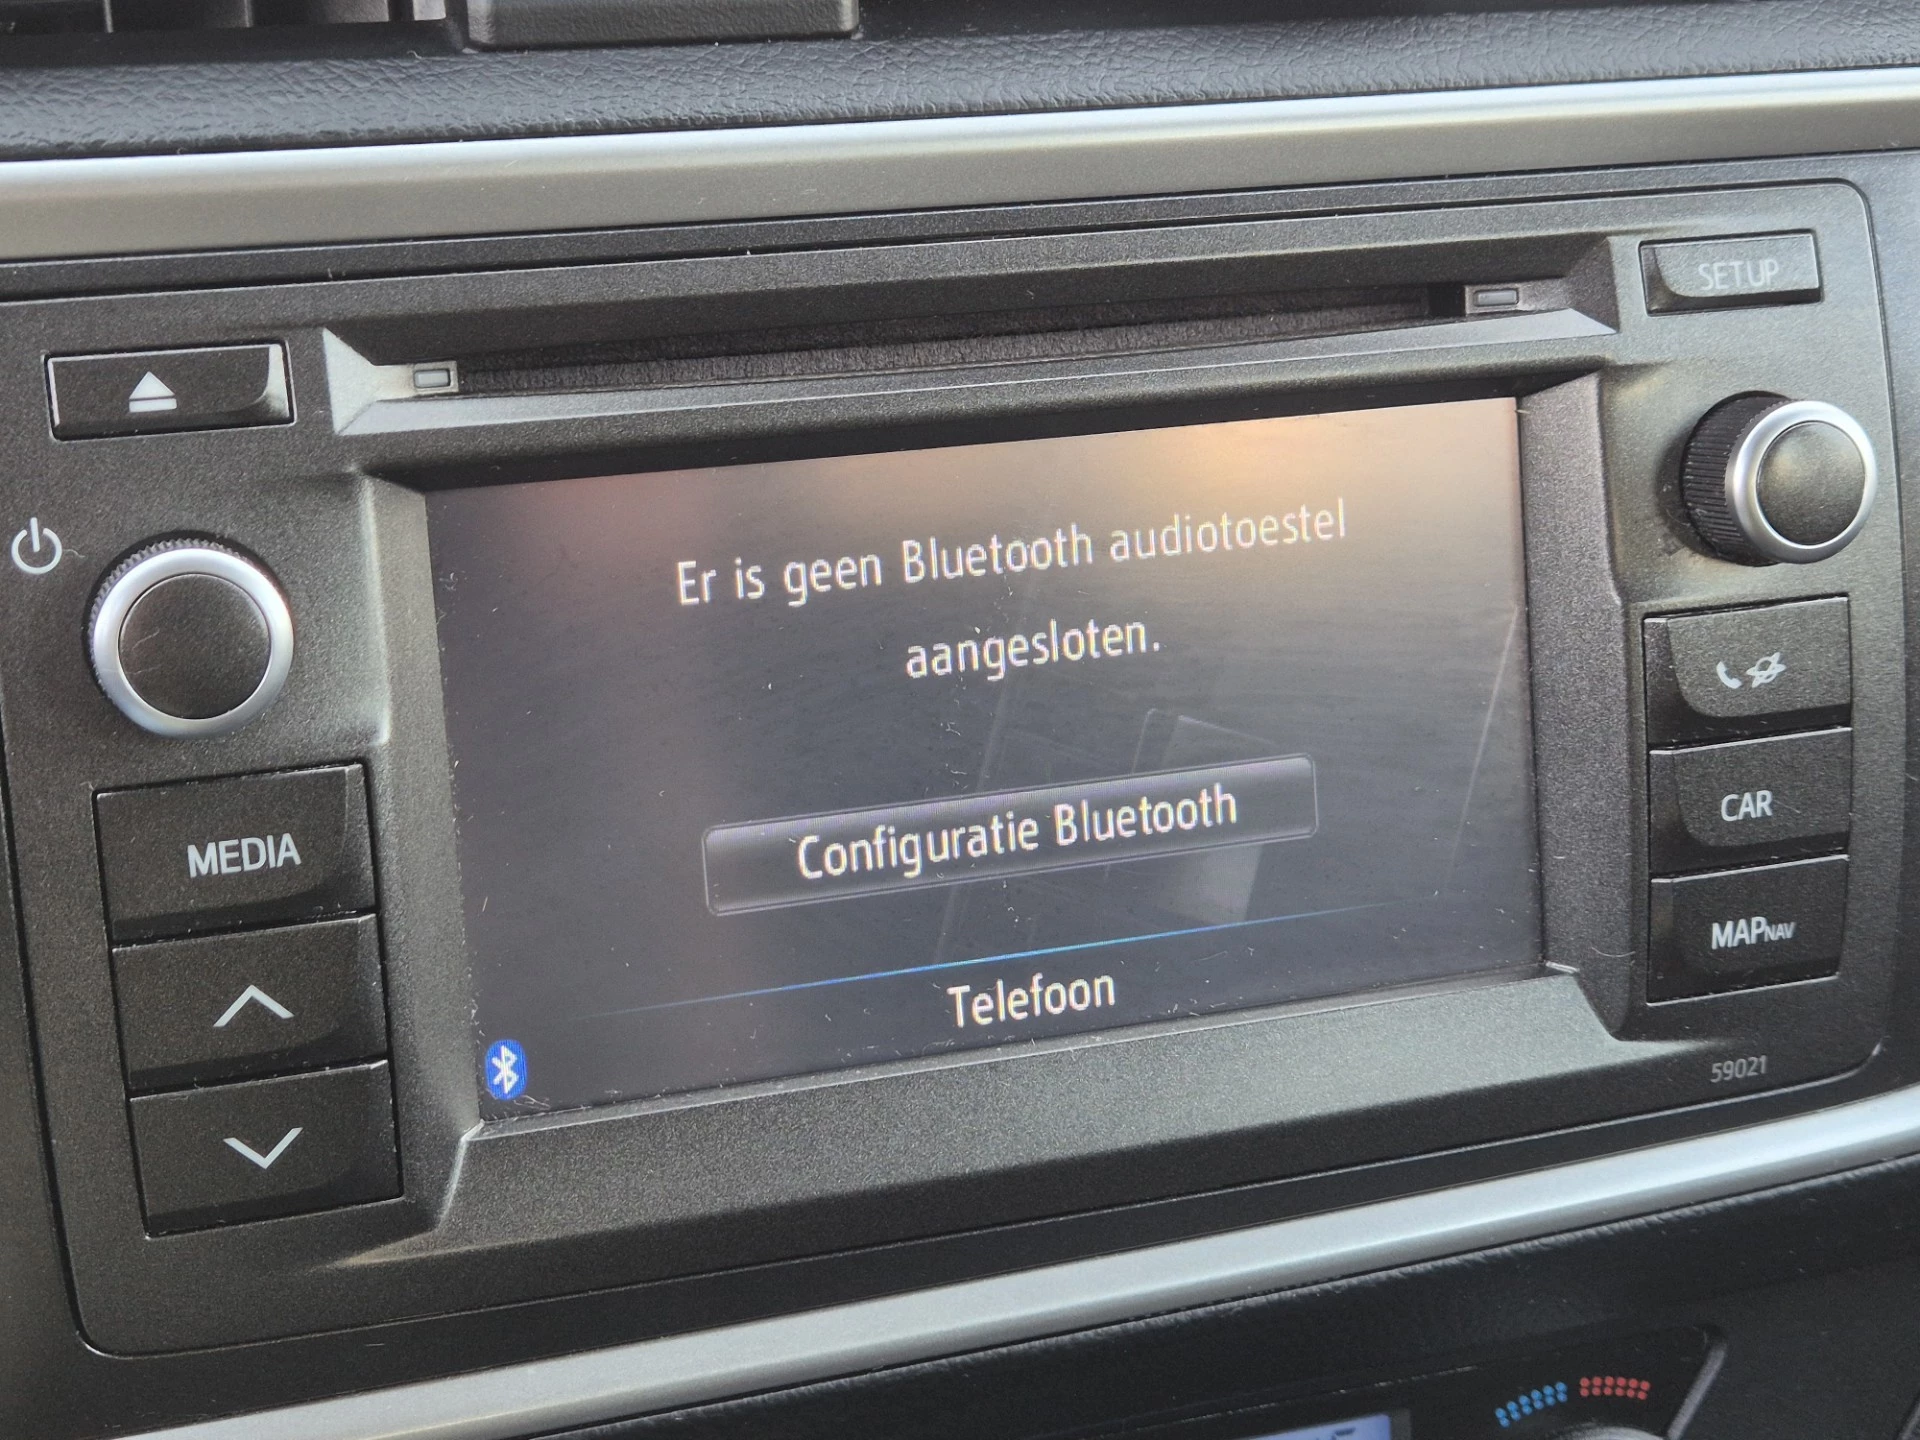 SETUP
Er is geen Bluetooth audiotoestel
aangesloten.
Configuratie Bluetooth
Telefoon
MEDIA
CAR
MAPNAV
59021